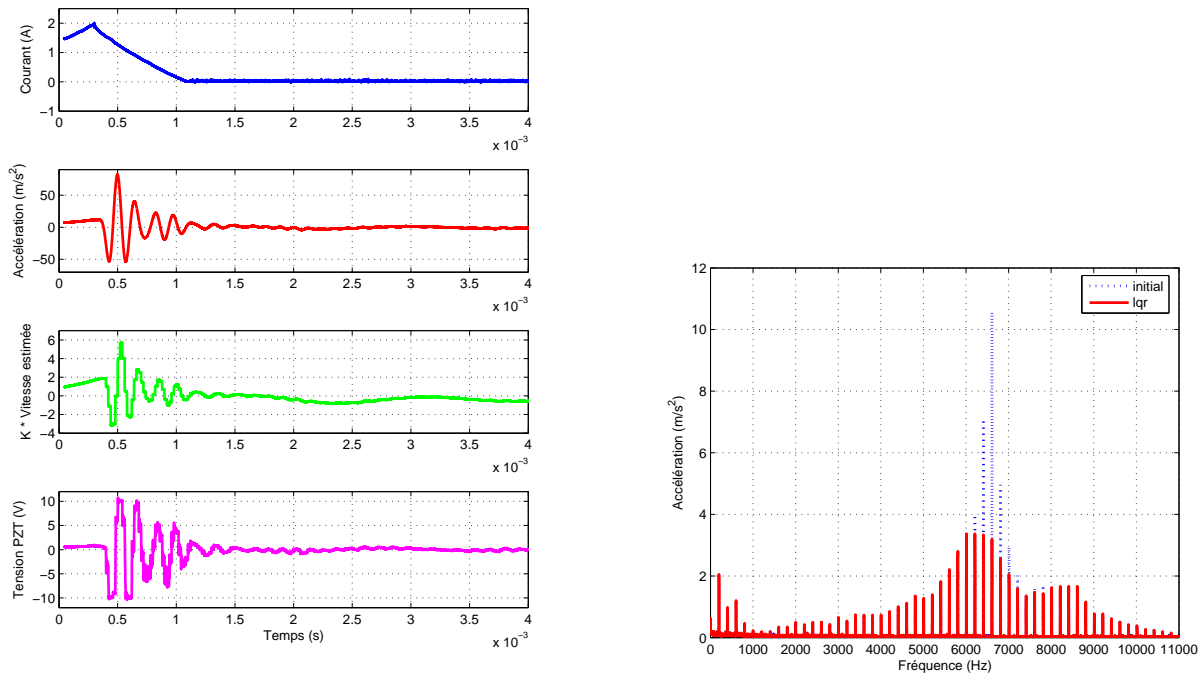 Courant (A)
2
1
0
−1
0 0.5 1 1.5 2 2.5 3 3.5 4
x 10⁻³
Accélération (m/s²)
50
0
−50
0 0.5 1 1.5 2 2.5 3 3.5 4
x 10⁻³
K * Vitesse estimée
6
4
2
0
−2
−4
0 0.5 1 1.5 2 2.5 3 3.5 4
x 10⁻³
Tension PZT (V)
10
5
0
−5
−10
0 0.5 1 1.5 2 2.5 3 3.5 4
Temps (s)
x 10⁻³
Accélération (m/s²)
12
10
8
6
4
2
0
initial
lqr
0 1000 2000 3000 4000 5000 6000 7000 8000 9000 10000 11000
Fréquence (Hz)